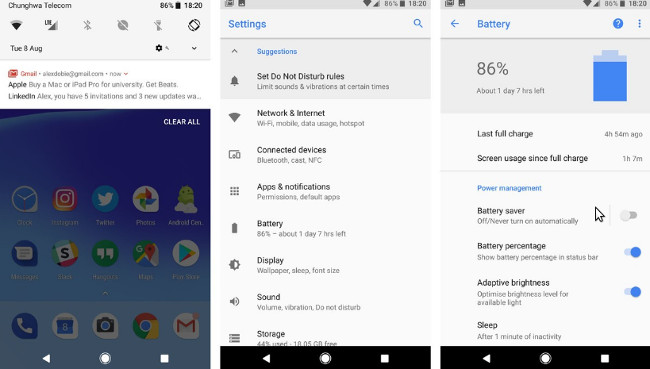 Chunghwa Telecom
86% 18:20
LTE
Tue 8 Aug
Gmail • alexdobie@gmail.com • now
Apple Buy a Mac or iPad Pro for university. Get Beats.
LinkedIn Alex, you have 5 invitations and 3 new updates wa...
CLEAR ALL
Clock
Instagram
Twitter
Photos
Android Cen..
Messenger
Slack
Hangouts
Maps
Play Store
8
86% 18:20
Settings
Suggestions
Set Do Not Disturb rules
Limit sounds & vibrations at certain times
Network & Internet
Wi-Fi, mobile, data usage, hotspot
Connected devices
Bluetooth, cast, NFC
Apps & notifications
Permissions, default apps
Battery
86% – about 1 day 7 hrs left
Display
Wallpaper, sleep, font size
Sound
Volume, vibration, Do not disturb
Storage
44% used - 18.05 GB free
86% 18:20
Battery
86%
About 1 day 7 hrs left
Last full charge
4h 54m ago
Screen usage since full charge
1h 7m
Power management
Battery saver
Off/Never turn on automatically
Battery percentage
Show battery percentage in status bar
Adaptive brightness
Optimise brightness level for
available light
Sleep
After 1 minute of inactivity